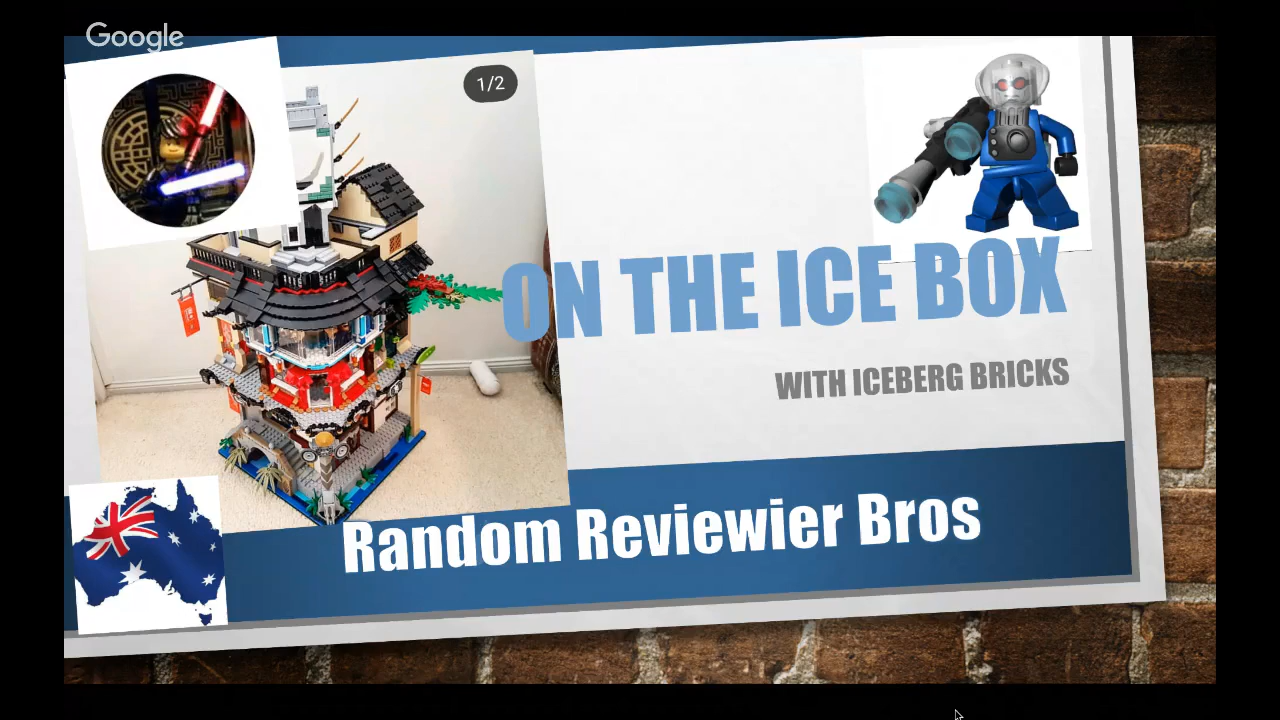 Google
1/2
ON THE ICE BOX
WITH ICEBERG BRICKS
Random Reviewier Bros